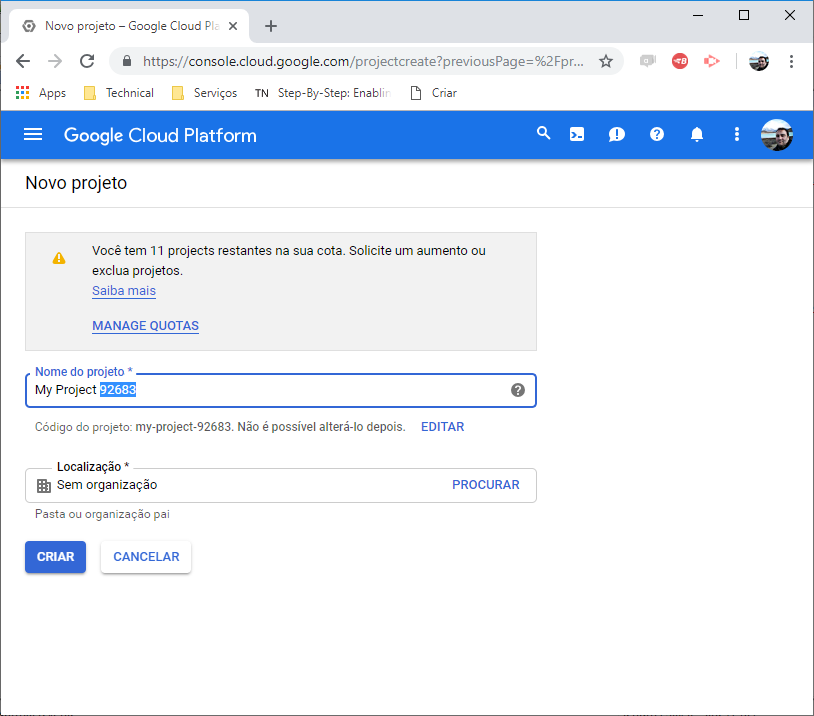 Novo projeto – Google Cloud Pla
https://console.cloud.google.com/projectcreate?previousPage=%2Fpr...
Apps Technical Serviços TN Step-By-Step: Enablin Criar
Google Cloud Platform
Novo projeto
Você tem 11 projects restantes na sua cota. Solicite um aumento ou
exclua projetos.
Saiba mais
MANAGE QUOTAS
Nome do projeto *
My Project 92683
Código do projeto: my-project-92683. Não é possível alterá-lo depois. EDITAR
Localização *
Sem organização PROCURAR
Pasta ou organização pai
CRIAR CANCELAR